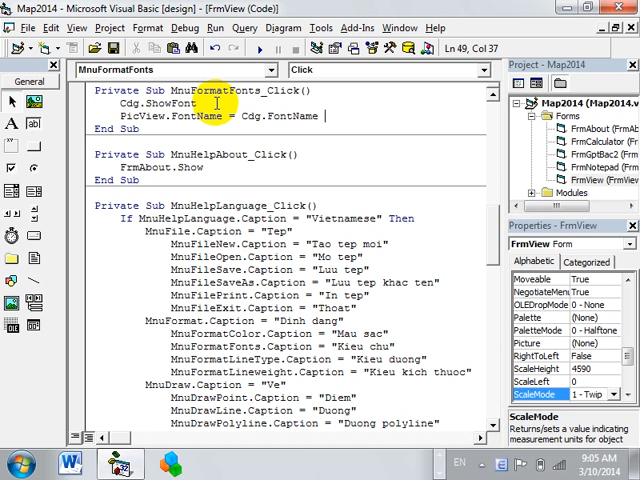 Map2014 - Microsoft Visual Basic [design] - [FrmView (Code)]
File Edit View Project Format Debug Run Query Diagram Tools Add-Ins Window Help
Ln 49, Col 37
General
MnuFormatFonts
Click
Private Sub MnuFormatFonts_Click()
Cdg.ShowFont
PicView.FontName = Cdg.FontName
End Sub
Private Sub MnuHelpAbout_Click()
FrmAbout.Show
End Sub
Private Sub MnuHelpLanguage_Click()
If MnuHelpLanguage.Caption = "Vietnamese" Then
MnuFile.Caption = "Tep"
MnuFileNew.Caption = "Tao tep moi"
MnuFileOpen.Caption = "Mo tep"
MnuFileSave.Caption = "Luu tep"
MnuFileSaveAs.Caption = "Luu tep khac ten"
MnuFilePrint.Caption = "In tep"
MnuFileExit.Caption = "Thoat"
MnuFormat.Caption = "Dinh dang"
MnuFormatColor.Caption = "Mau sac"
MnuFormatFonts.Caption = "Kieu chu"
MnuFormatLineType.Caption = "Kieu duong"
MnuFormatLineweight.Caption = "Kieu kich thuoc"
MnuDraw.Caption = "Ve"
MnuDrawPoint.Caption = "Diem"
MnuDrawLine.Caption = "Duong"
MnuDrawPolyline.Caption = "Duong polyline"
Project - Map2014
Map2014 (Map2014.v
Forms
FrmAbout (FrmAb
FrmCalculator (Frm
FrmGptBac2 (FrmG
FrmNotepad (FrmN
FrmView (FrmView
Modules
Properties - FrmView
FrmView Form
Alphabetic Categorized
Moveable True
NegotiateMenu True
OLEDropMode 0 - None
Palette (None)
PaletteMode 0 - Halftone
Picture (None)
RightToLeft False
ScaleHeight 4590
ScaleLeft 0
ScaleMode 1 - Twip
ScaleMode
Returns/sets a value indicating
measurement units for object
EN
9:05 AM
3/10/2014